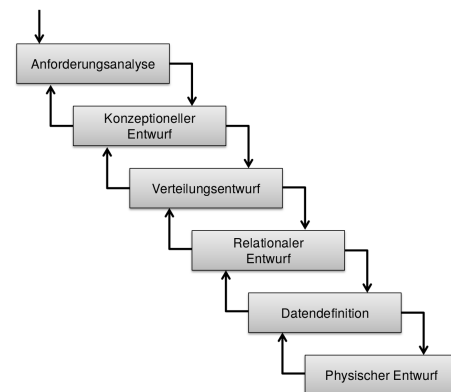 Anforderungsanalyse
Konzeptioneller
Entwurf
Verteilungsentwurf
Relationaler
Entwurf
Datendefinition
Physischer Entwurf